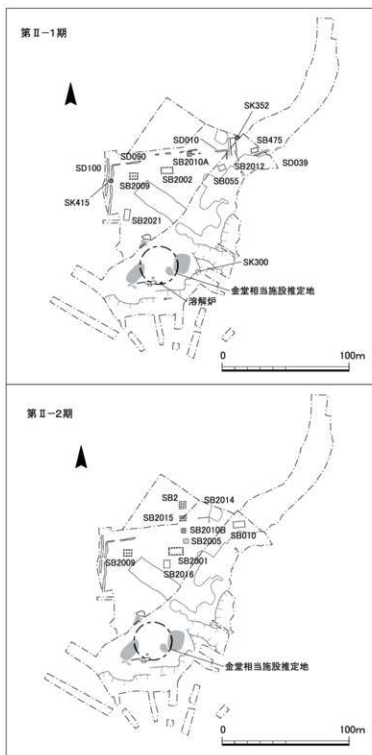 第Ⅱ-1期
SK352
SD010
SB475
SD090
SB2010A
SD100
SB2012
SD039
SB2009
SB2002
SB055
SK415
SB2021
SK300
金堂相当施設推定地
溶解炉
0
100m
第Ⅱ-2期
SB2
SB2014
SB2015
SB010
SB2010B
SB2005
SB2009
SB2001
SB2016
金堂相当施設推定地
0
100m